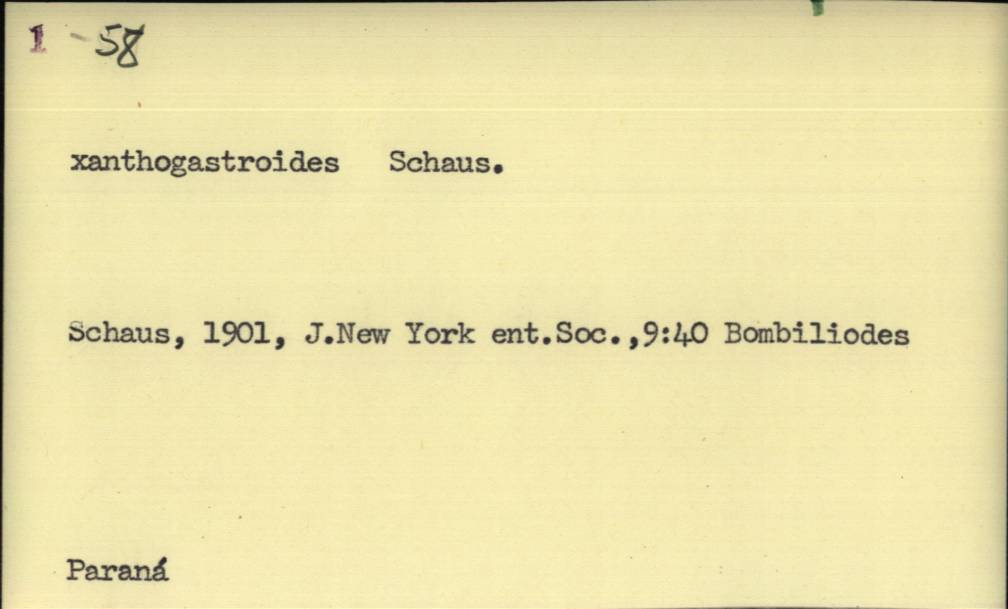 1 - 58
xanthogastroides Schaus.
Schaus, 1901, J.New York ent.Soc.,9:40 Bombiliodes
Paraná